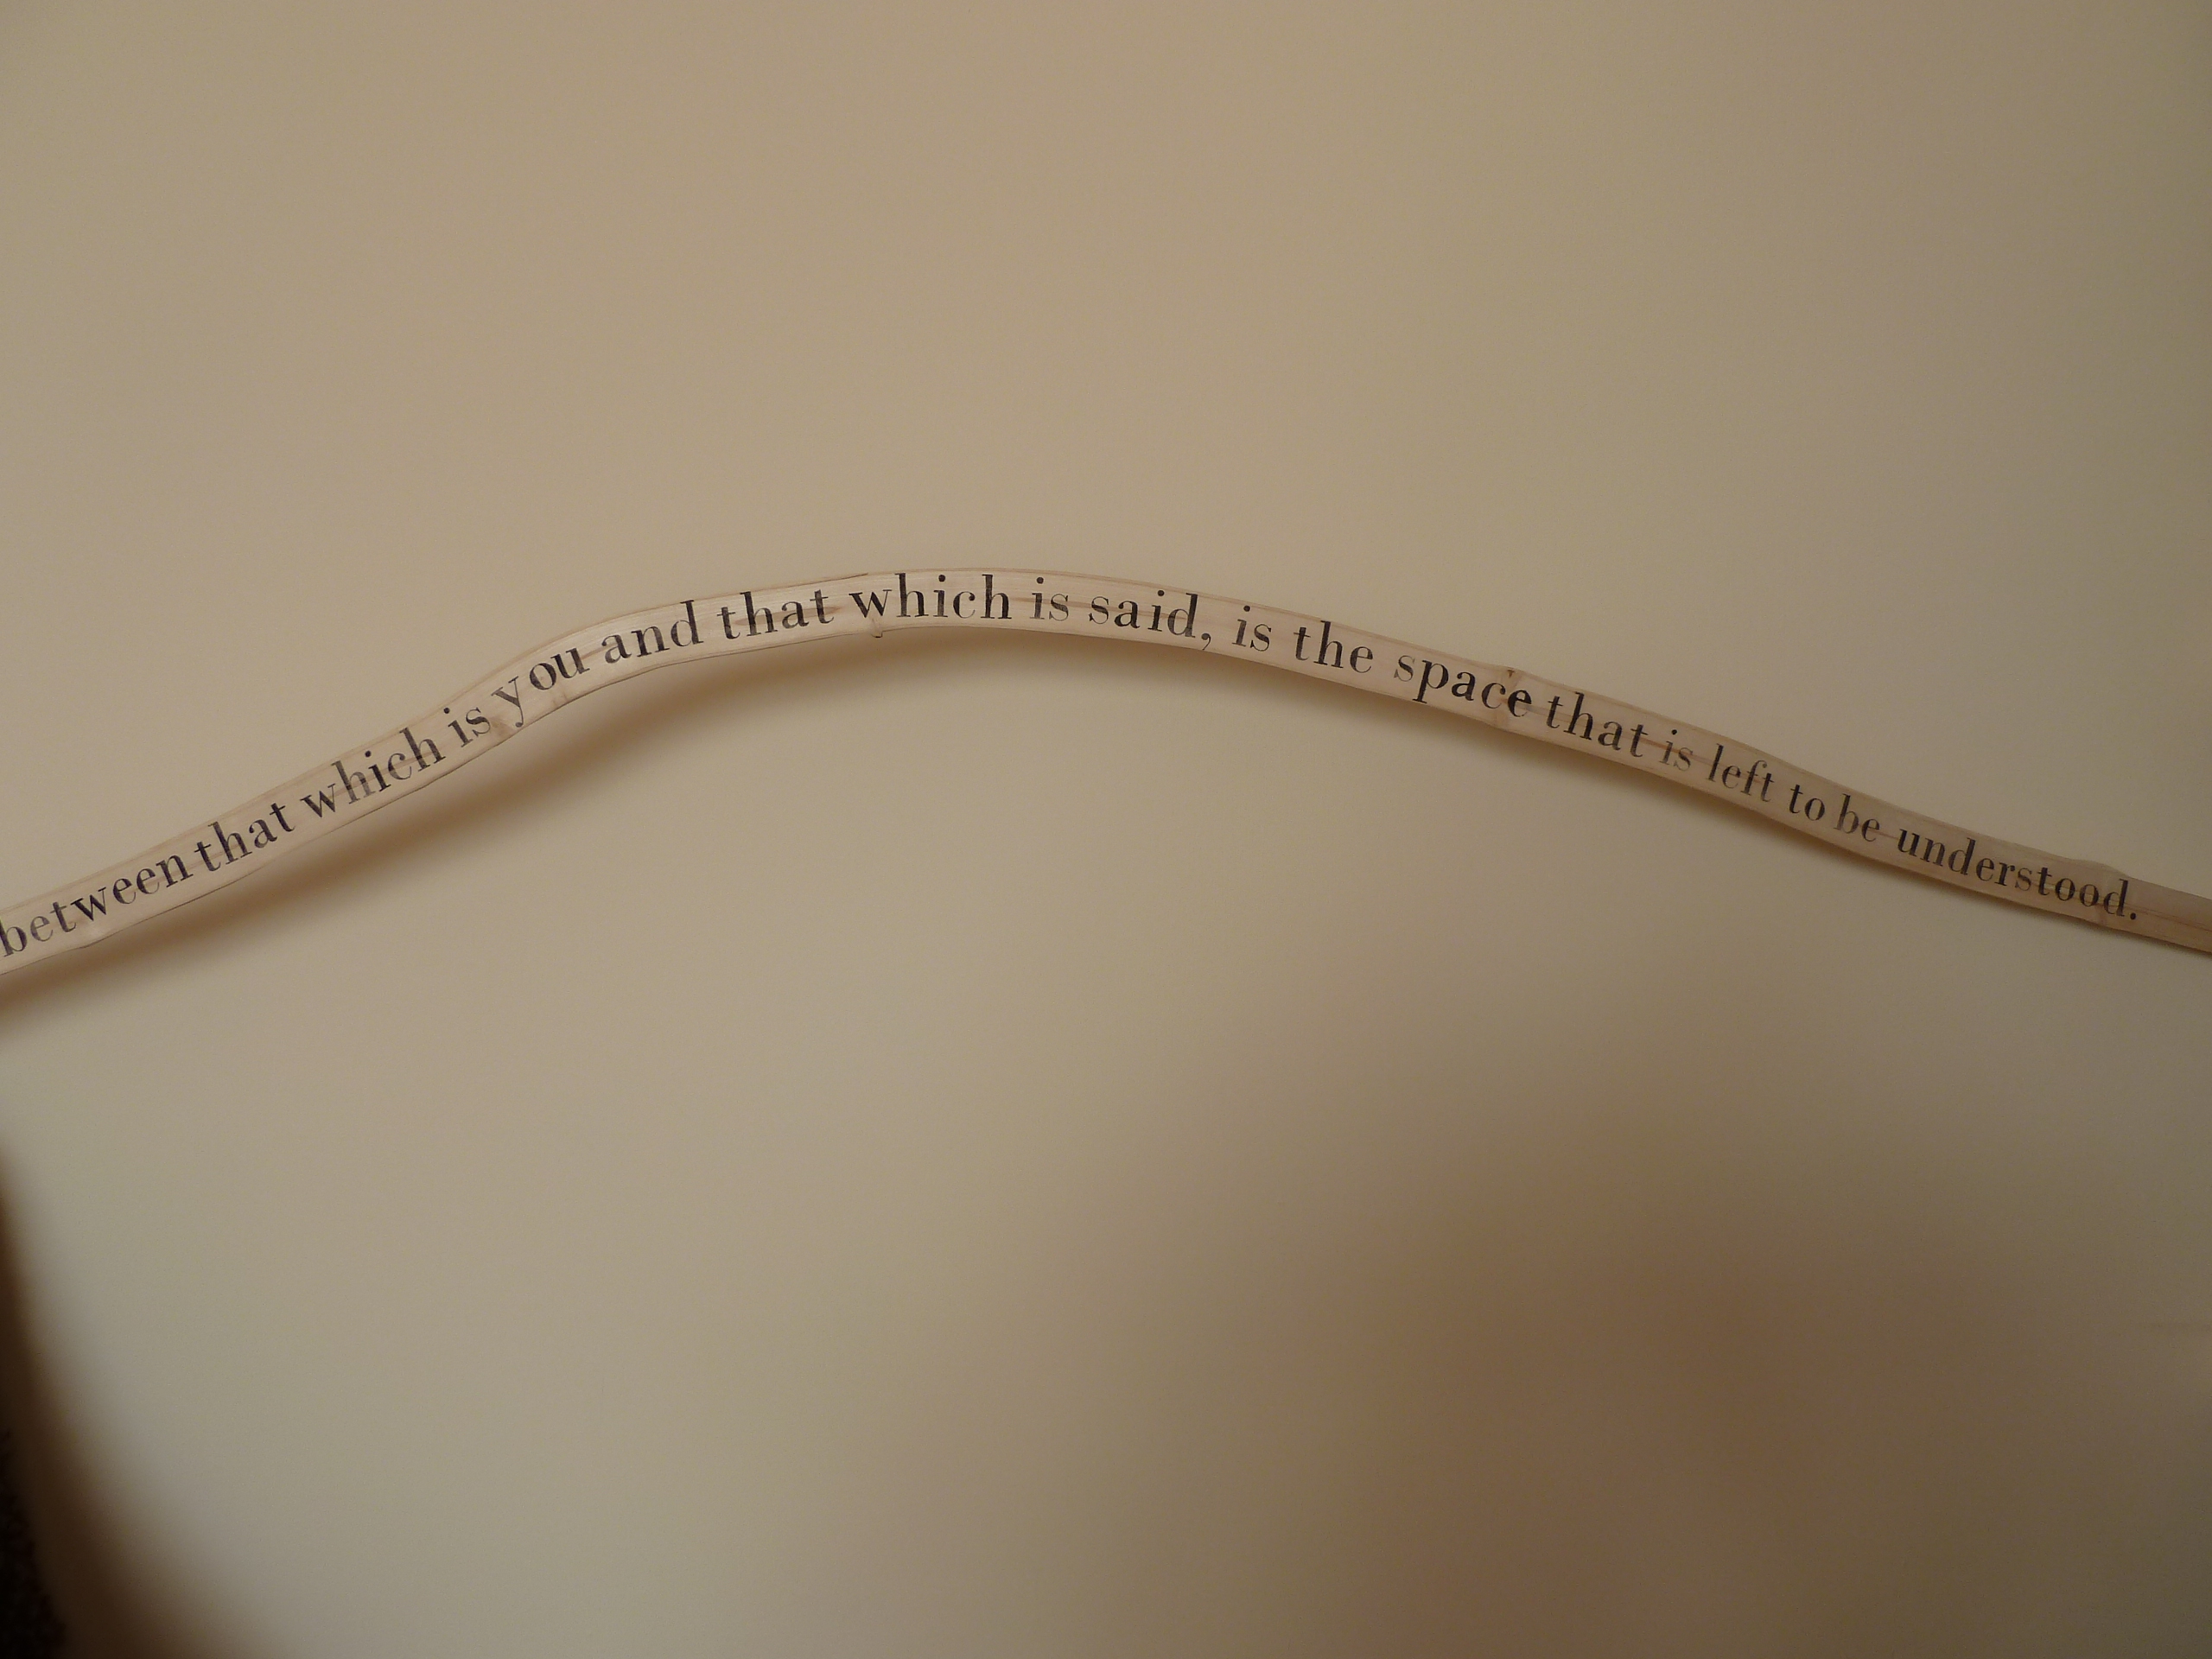 between that which is you and that which is said, is the space that is left to be understood.